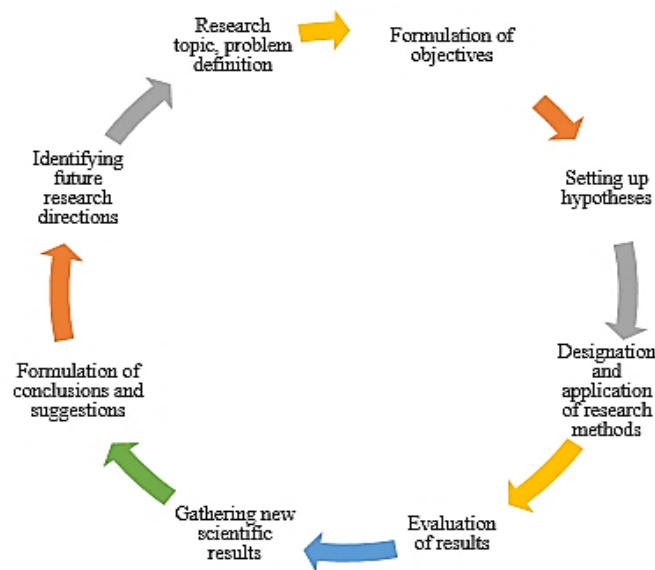 Research
topic, problem
definition
Formulation of
objectives
Setting up
hypotheses
Designation
and
application
of research
methods
Evaluation
of results
Gathering new
scientific
results
Formulation of
conclusions and
suggestions
Identifying
future
research
directions